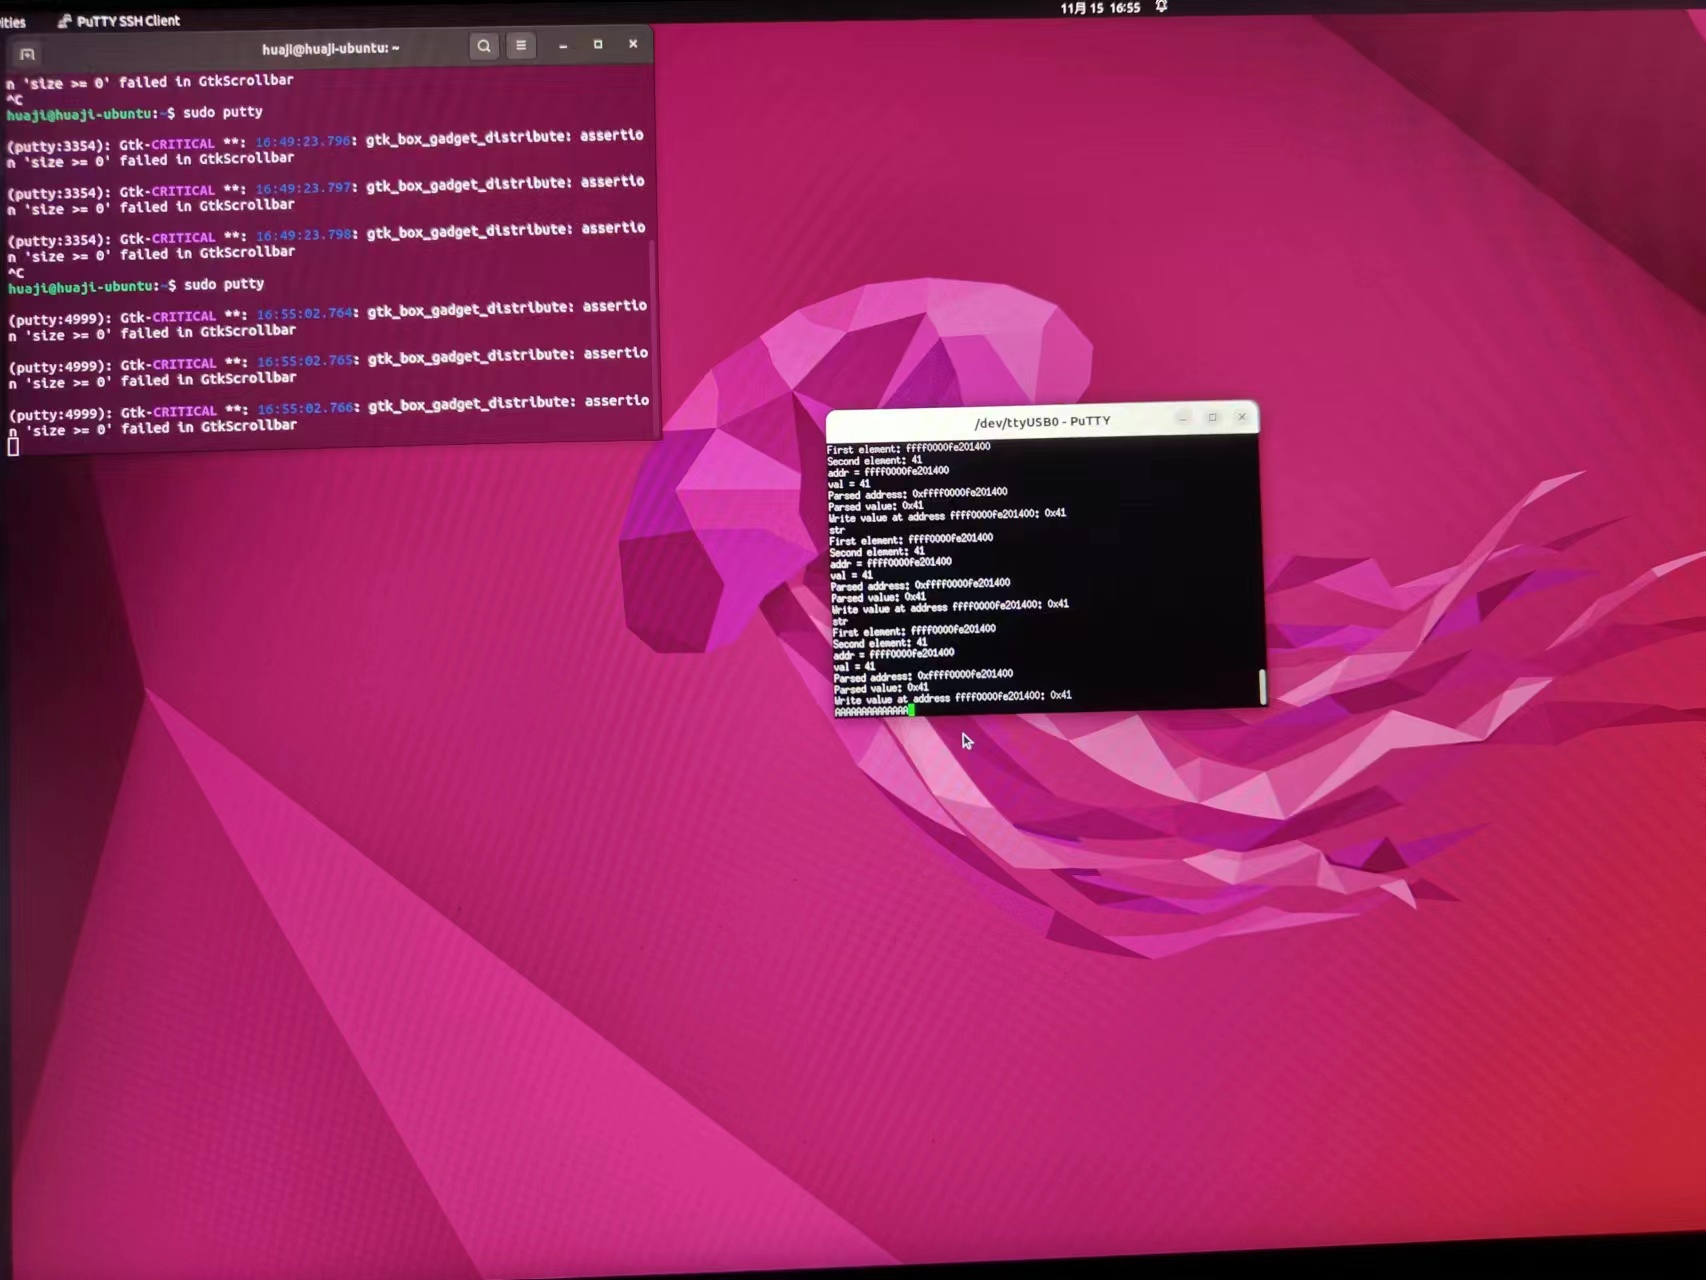 ities PuTTY SSH Client 11月 15 16:55
huaji@huaji-ubuntu: ~
n 'size >= 0' failed in GtkScrollbar
^C
huaji@huaji-ubuntu:~$ sudo putty
(putty:3354): Gtk-CRITICAL **: 16:49:23.796: gtk_box_gadget_distribute: assertio
n 'size >= 0' failed in GtkScrollbar
(putty:3354): Gtk-CRITICAL **: 16:49:23.797: gtk_box_gadget_distribute: assertio
n 'size >= 0' failed in GtkScrollbar
(putty:3354): Gtk-CRITICAL **: 16:49:23.798: gtk_box_gadget_distribute: assertio
n 'size >= 0' failed in GtkScrollbar
^C
huaji@huaji-ubuntu:~$ sudo putty
(putty:4999): Gtk-CRITICAL **: 16:55:02.764: gtk_box_gadget_distribute: assertio
n 'size >= 0' failed in GtkScrollbar
(putty:4999): Gtk-CRITICAL **: 16:55:02.765: gtk_box_gadget_distribute: assertio
n 'size >= 0' failed in GtkScrollbar
(putty:4999): Gtk-CRITICAL **: 16:55:02.766: gtk_box_gadget_distribute: assertio
n 'size >= 0' failed in GtkScrollbar
/dev/ttyUSB0 - PuTTY
First element: ffff0000fe201400
Second element: 41
addr = ffff0000fe201400
val = 41
Parsed address: 0xffff0000fe201400
Parsed value: 0x41
Write value at address ffff0000fe201400: 0x41
str
First element: ffff0000fe201400
Second element: 41
addr = ffff0000fe201400
val = 41
Parsed address: 0xffff0000fe201400
Parsed value: 0x41
Write value at address ffff0000fe201400: 0x41
str
First element: ffff0000fe201400
Second element: 41
addr = ffff0000fe201400
val = 41
Parsed address: 0xffff0000fe201400
Parsed value: 0x41
Write value at address ffff0000fe201400: 0x41
AAAAAAAAAAAAAA